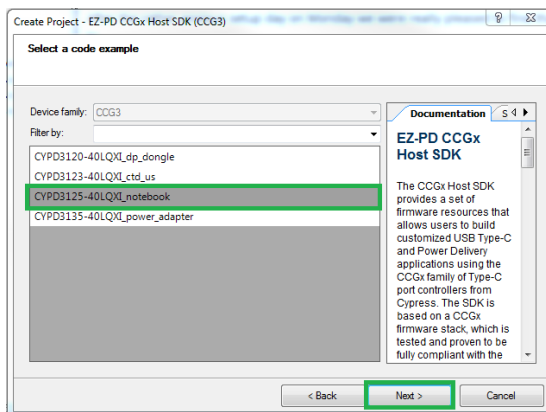 Create Project - EZ-PD CCGx Host SDK (CCG3)
Select a code example
Device family: CCG3
Filter by:
CYPD3120-40LQXI_dp_dongle
CYPD3123-40LQXI_ctd_us
CYPD3125-40LQXI_notebook
CYPD3135-40LQXI_power_adapter
Documentation S
EZ-PD CCGx
Host SDK
The CCGx Host SDK
provides a set of
firmware resources that
allows users to build
customized USB Type-C
and Power Delivery
applications using the
CCGx family of Type-C
port controllers from
Cypress. The SDK is
based on a CCGx
firmware stack, which is
tested and proven to be
fully compliant with the
< Back Next > Cancel